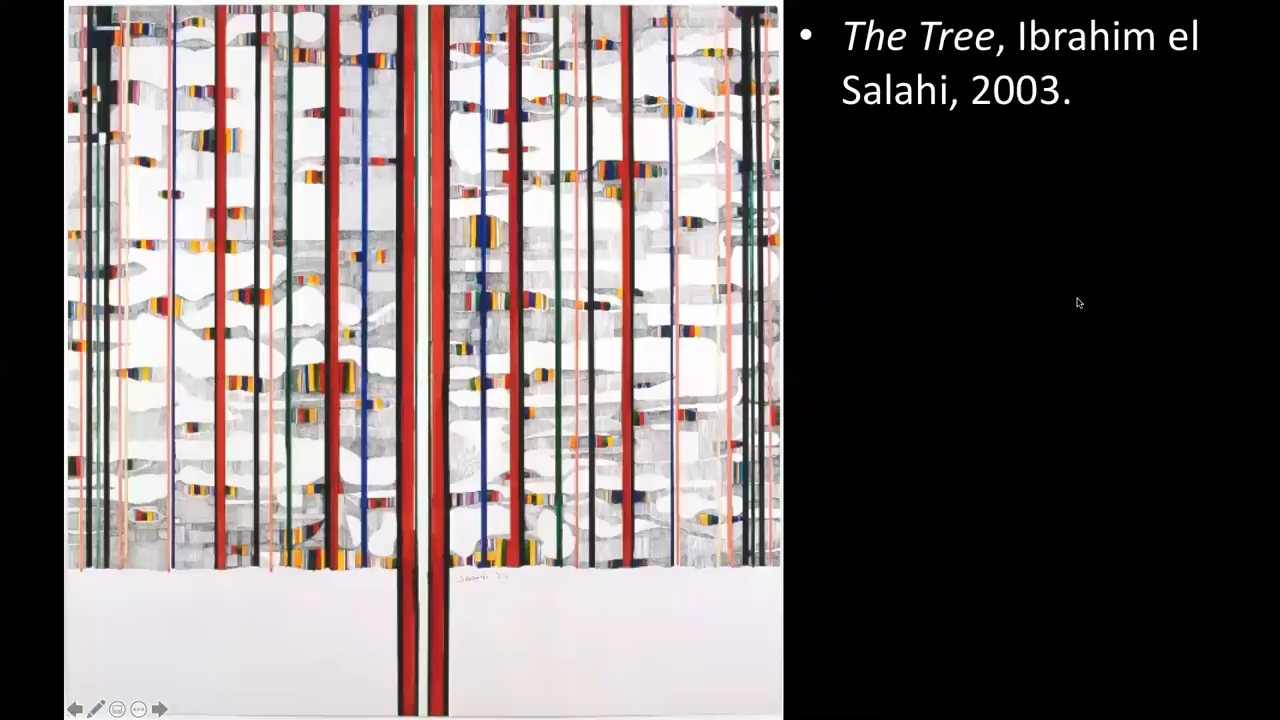 • The Tree, Ibrahim el
Salahi, 2003.